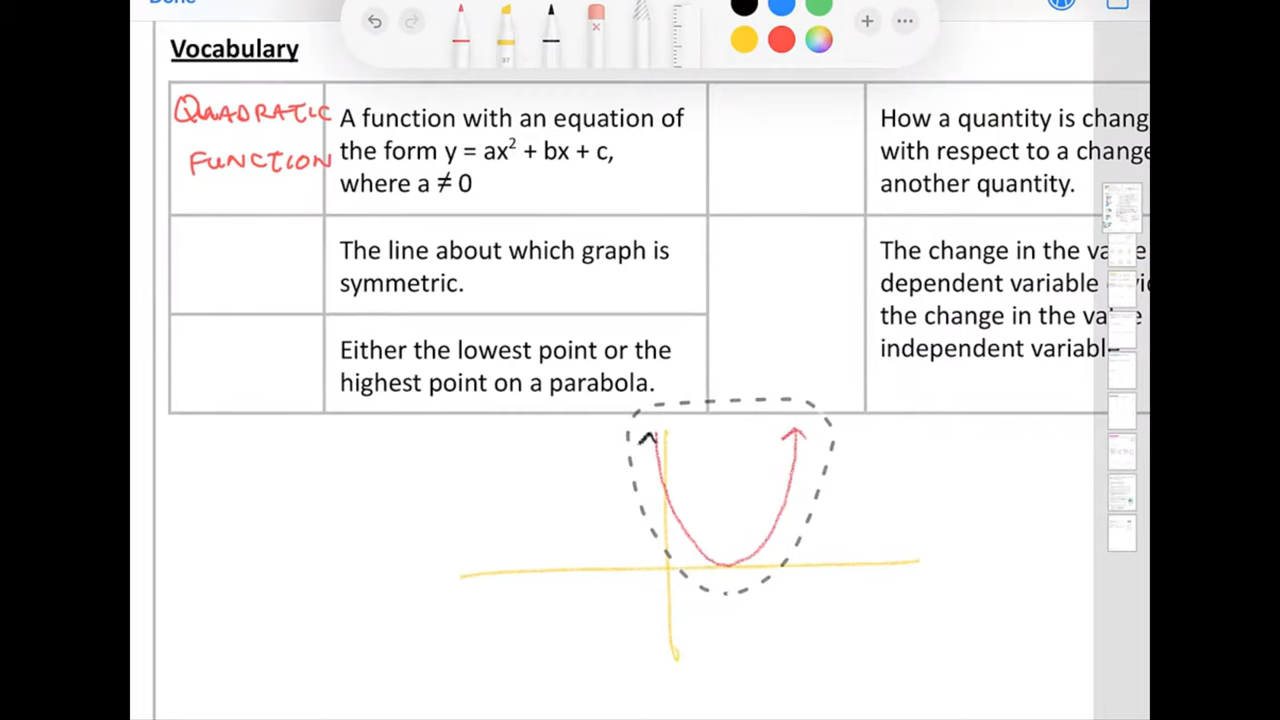 Done
Vocabulary
QUADRATIC
FUNCTION
A function with an equation of
the form y = ax² + bx + c,
where a ≠ 0
How a quantity is chang
with respect to a change
another quantity.
The line about which graph is
symmetric.
The change in the va e
dependent variable
the change in the va e
independent variabl
Either the lowest point or the
highest point on a parabola.
37